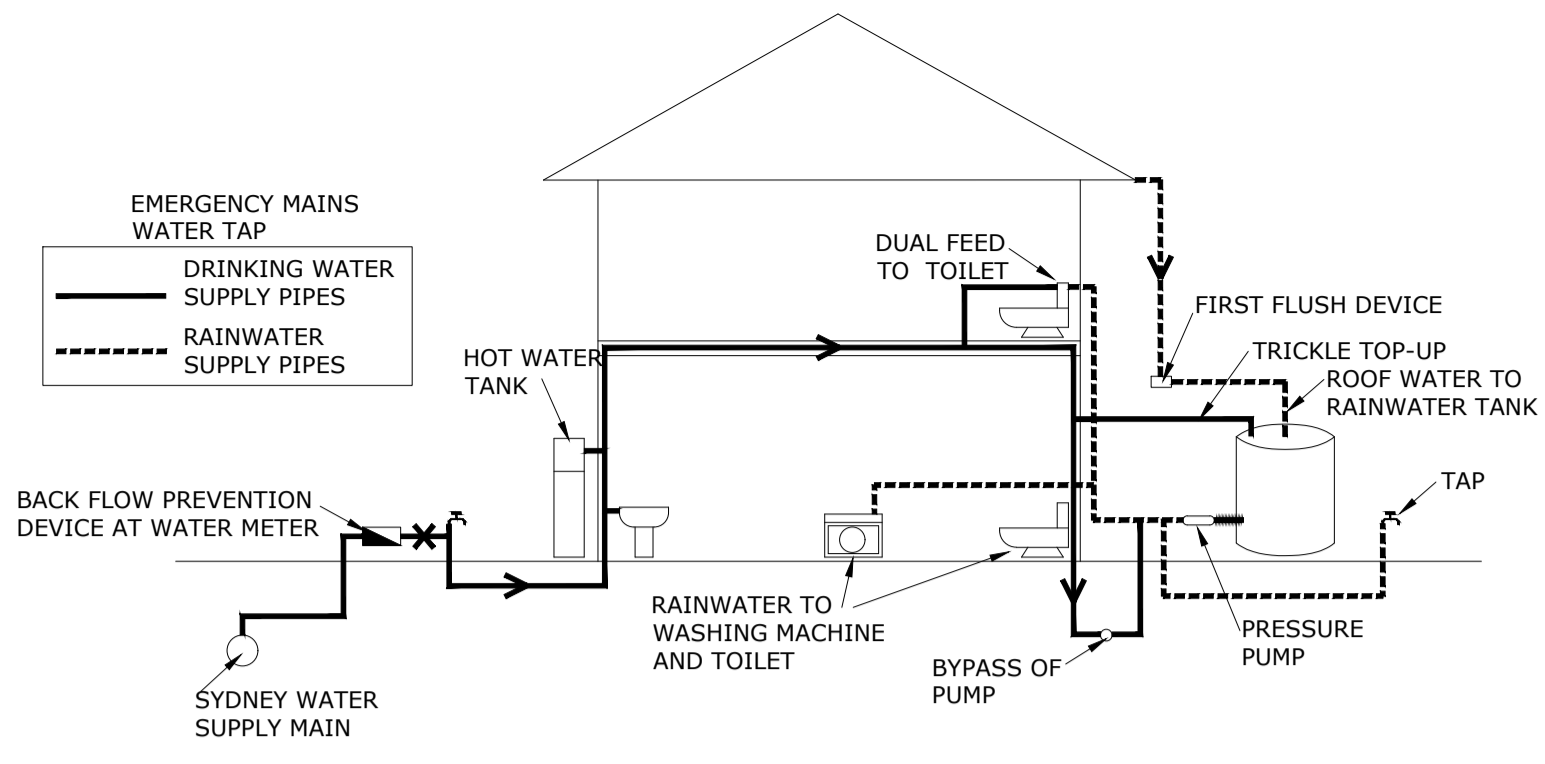 EMERGENCY MAINS
WATER TAP
DRINKING WATER
SUPPLY PIPES
RAINWATER
SUPPLY PIPES
DUAL FEED
TO TOILET
FIRST FLUSH DEVICE
HOT WATER
TANK
TRICKLE TOP-UP
ROOF WATER TO
RAINWATER TANK
BACK FLOW PREVENTION
DEVICE AT WATER METER
TAP
RAINWATER TO
WASHING MACHINE
AND TOILET
BYPASS OF
PUMP
PRESSURE
PUMP
SYDNEY WATER
SUPPLY MAIN